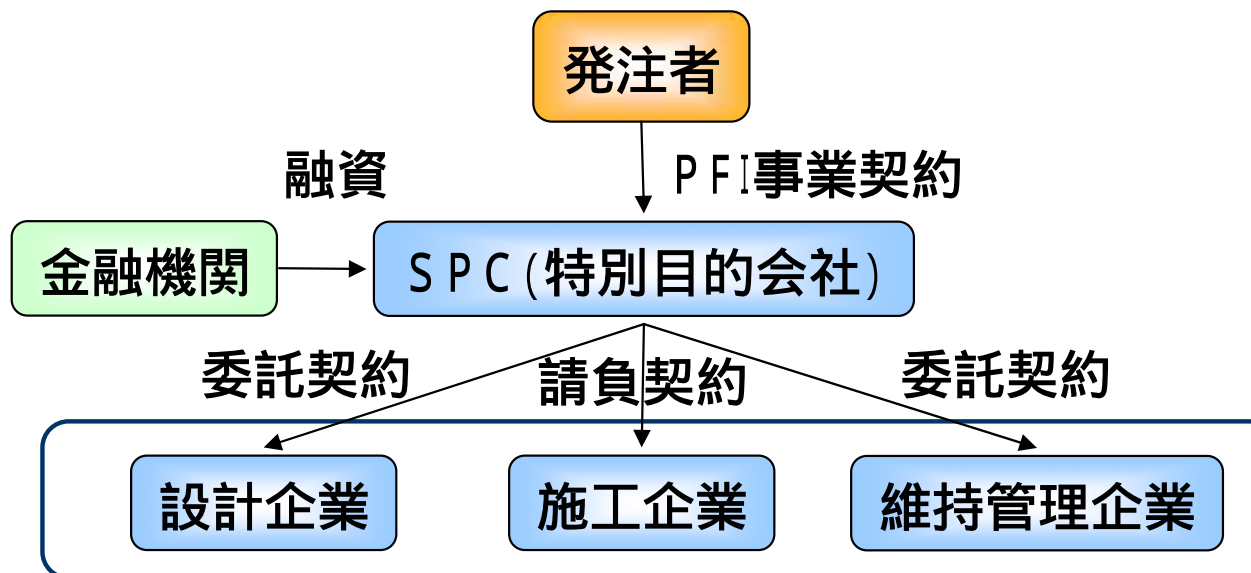 発注者
融資
PFI事業契約
金融機関
SPC(特別目的会社)
委託契約
請負契約
委託契約
設計企業
施工企業
維持管理企業